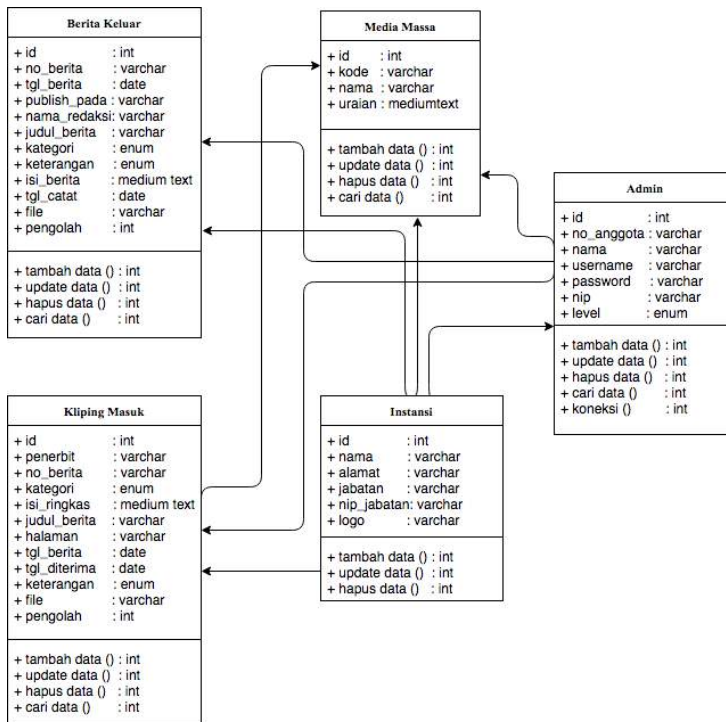 Berita Keluar
+ id : int
+ no_berita : varchar
+ tgl_berita : date
+ publish_pada : varchar
+ nama_redaksi: varchar
+ judul_berita : varchar
+ kategori : enum
+ keterangan : enum
+ isi_berita : medium text
+ tgl_catat : date
+ file : varchar
+ pengolah : int
+ tambah data () : int
+ update data () : int
+ hapus data () : int
+ cari data () : int
Media Massa
+ id : int
+ kode : varchar
+ nama : varchar
+ uraian : mediumtext
+ tambah data () : int
+ update data () : int
+ hapus data () : int
+ cari data () : int
Admin
+ id : int
+ no_anggota : varchar
+ nama : varchar
+ username : varchar
+ password : varchar
+ nip : varchar
+ level : enum
+ tambah data () : int
+ update data () : int
+ hapus data () : int
+ cari data () : int
+ koneksi () : int
Kliping Masuk
+ id : int
+ penerbit : varchar
+ no_berita : varchar
+ kategori : enum
+ isi_ringkas : medium text
+ judul_berita : varchar
+ halaman : varchar
+ tgl_berita : date
+ tgl_diterima : date
+ keterangan : enum
+ file : varchar
+ pengolah : int
+ tambah data () : int
+ update data () : int
+ hapus data () : int
+ cari data () : int
Instansi
+ id : int
+ nama : varchar
+ alamat : varchar
+ jabatan : varchar
+ nip_jabatan: varchar
+ logo : varchar
+ tambah data () : int
+ update data () : int
+ hapus data () : int